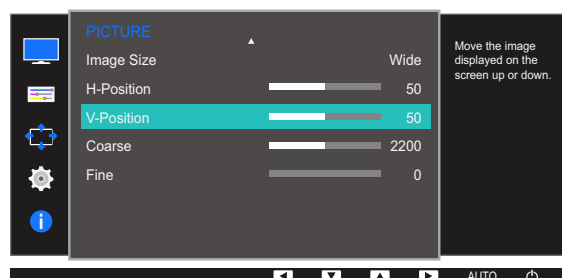 PICTURE
Image Size Wide
H-Position 50
V-Position 50
Coarse 2200
Fine 0
Move the image
displayed on the
screen up or down.
AUTO